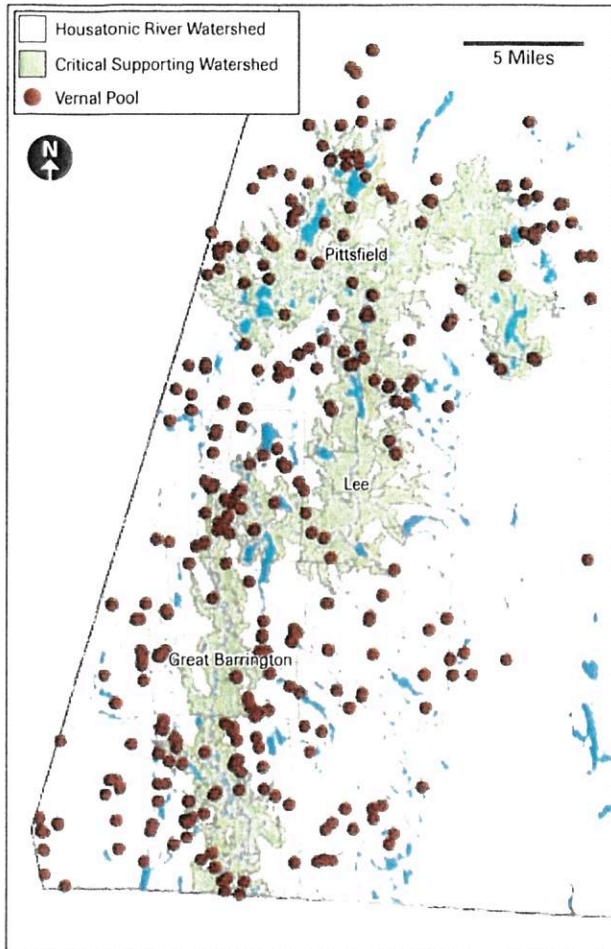 Housatonic River Watershed
Critical Supporting Watershed
Vernal Pool
5 Miles
N
Pittsfield
Lee
Great Barrington